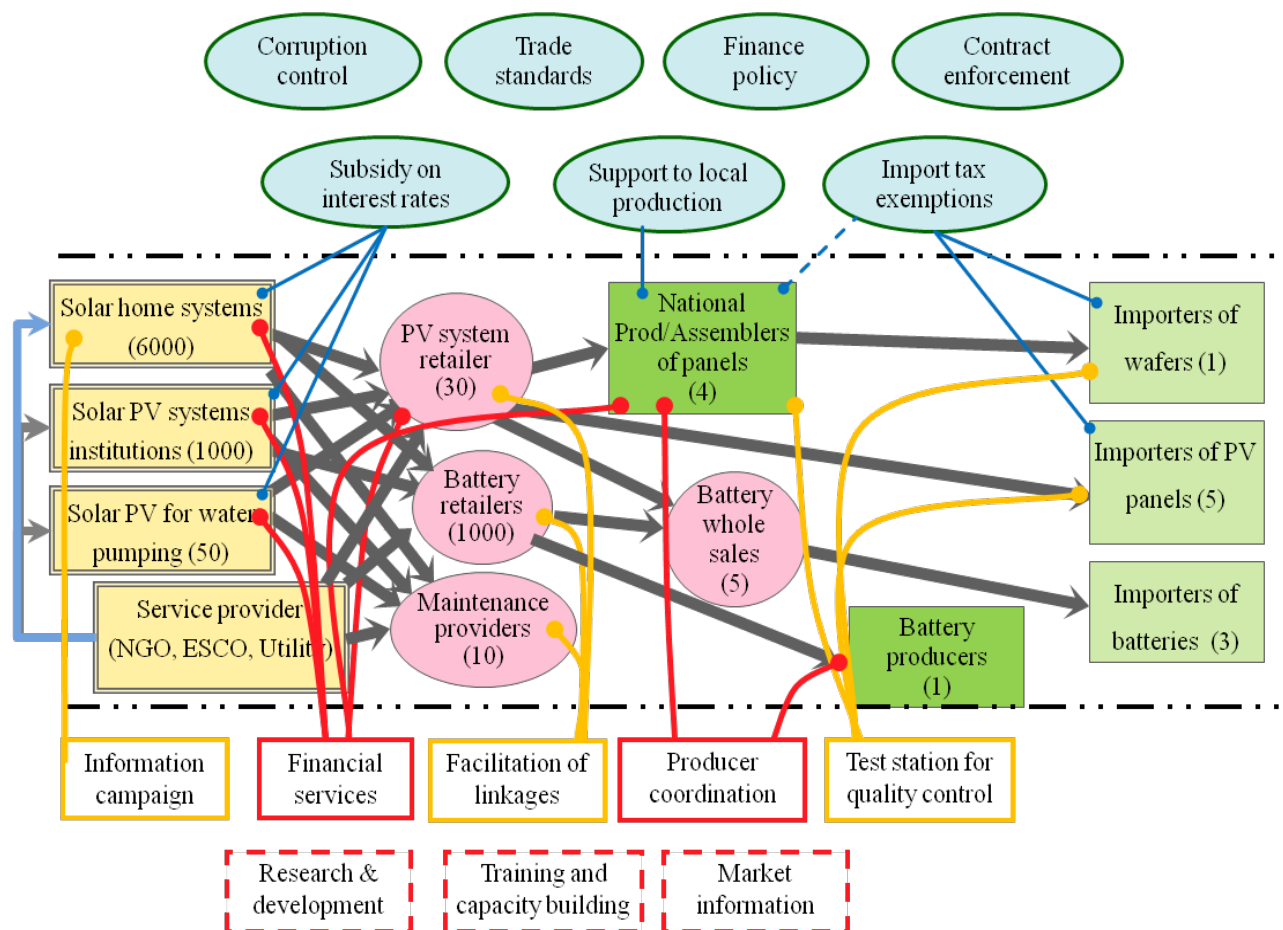 Corruption
control
Trade
standards
Finance
policy
Contract
enforcement
Subsidy on
interest rates
Support to local
production
Import tax
exemptions
Solar home systems
(6000)
Solar PV systems
institutions (1000)
Solar PV for water
pumping (50)
Service provider
(NGO, ESCO, Utility)
PV system
retailer
(30)
Battery
retailers
(1000)
Maintenance
providers
(10)
National
Prod/Assemblers
of panels
(4)
Battery
whole
sales
(5)
Battery
producers
(1)
Importers of
wafers (1)
Importers of PV
panels (5)
Importers of
batteries (3)
Information
campaign
Financial
services
Facilitation of
linkages
Producer
coordination
Test station for
quality control
Research &
development
Training and
capacity building
Market
information